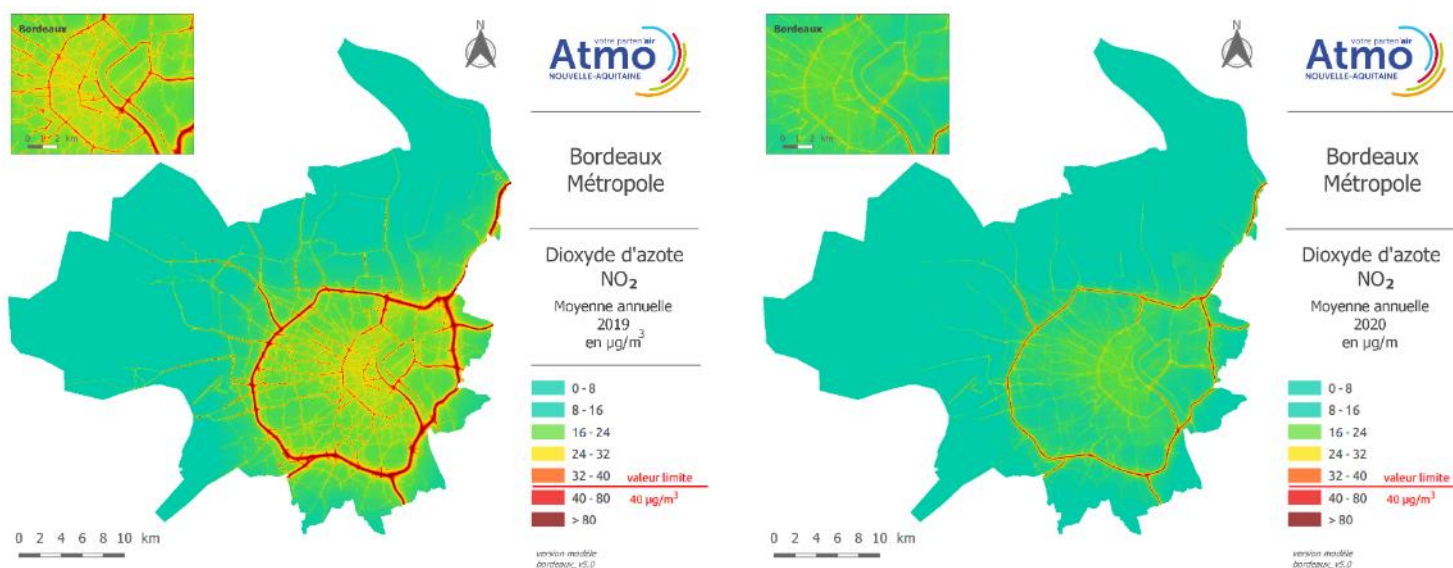 Bordeaux
0 1 2 km
N
votre parten'air
Atmo
NOUVELLE-AQUITAINE
Bordeaux
Métropole
Dioxyde d'azote
NO₂
Moyenne annuelle
2019
en µg/m³
0 - 8
8 - 16
16 - 24
24 - 32
32 - 40 valeur limite
40 - 80 40 µg/m³
> 80
0 2 4 6 8 10 km
version modèle
bordeaux_v5.0
Bordeaux
0 1 2 km
N
votre parten'air
Atmo
NOUVELLE-AQUITAINE
Bordeaux
Métropole
Dioxyde d'azote
NO₂
Moyenne annuelle
2020
en µg/m
0 - 8
8 - 16
16 - 24
24 - 32
32 - 40 valeur limite
40 - 80 40 µg/m³
> 80
0 2 4 6 8 10 km
version modèle
bordeaux_v5.0